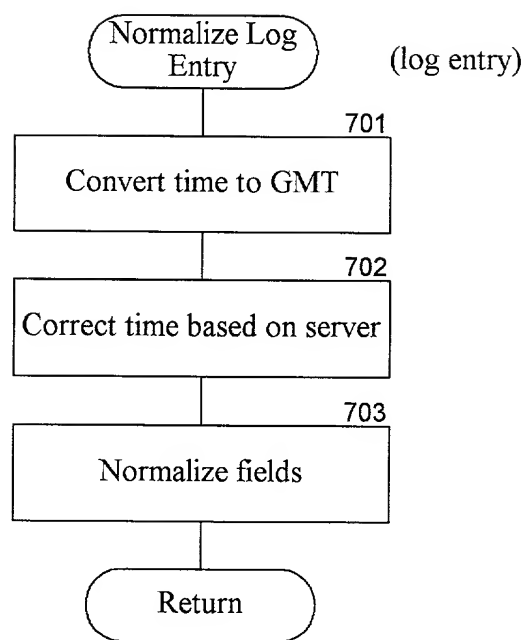 Normalize Log
Entry
(log entry)
701
Convert time to GMT
702
Correct time based on server
703
Normalize fields
Return